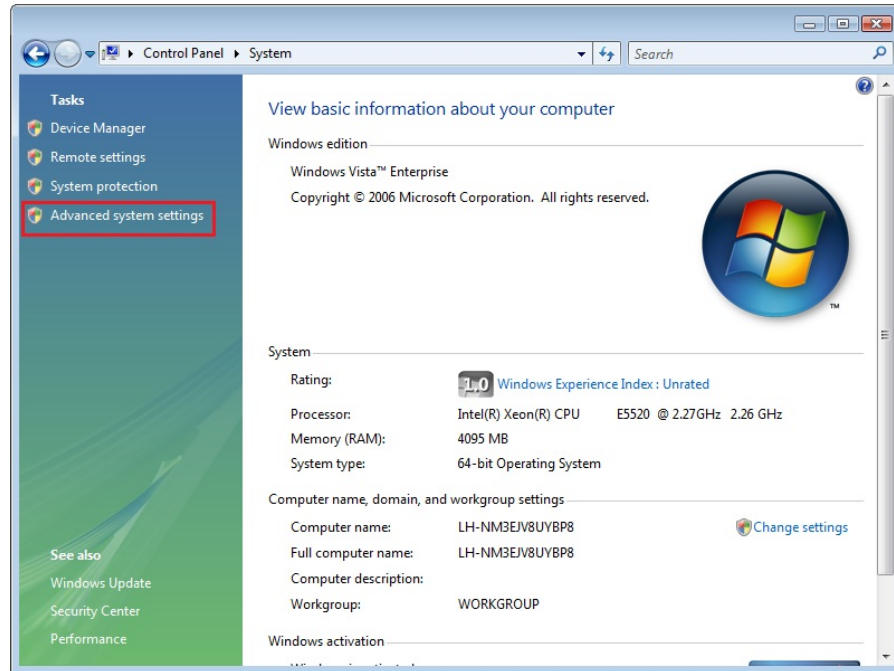 Control Panel
System
Search
Tasks
Device Manager
Remote settings
System protection
Advanced system settings
See also
Windows Update
Security Center
Performance
View basic information about your computer
Windows edition
Windows Vista™ Enterprise
Copyright © 2006 Microsoft Corporation. All rights reserved.
TM
System
Rating: 1.0 Windows Experience Index : Unrated
Processor: Intel(R) Xeon(R) CPU E5520 @ 2.27GHz 2.26 GHz
Memory (RAM): 4095 MB
System type: 64-bit Operating System
Computer name, domain, and workgroup settings
Computer name: LH-NM3EJV8UYBP8 Change settings
Full computer name: LH-NM3EJV8UYBP8
Computer description:
Workgroup: WORKGROUP
Windows activation